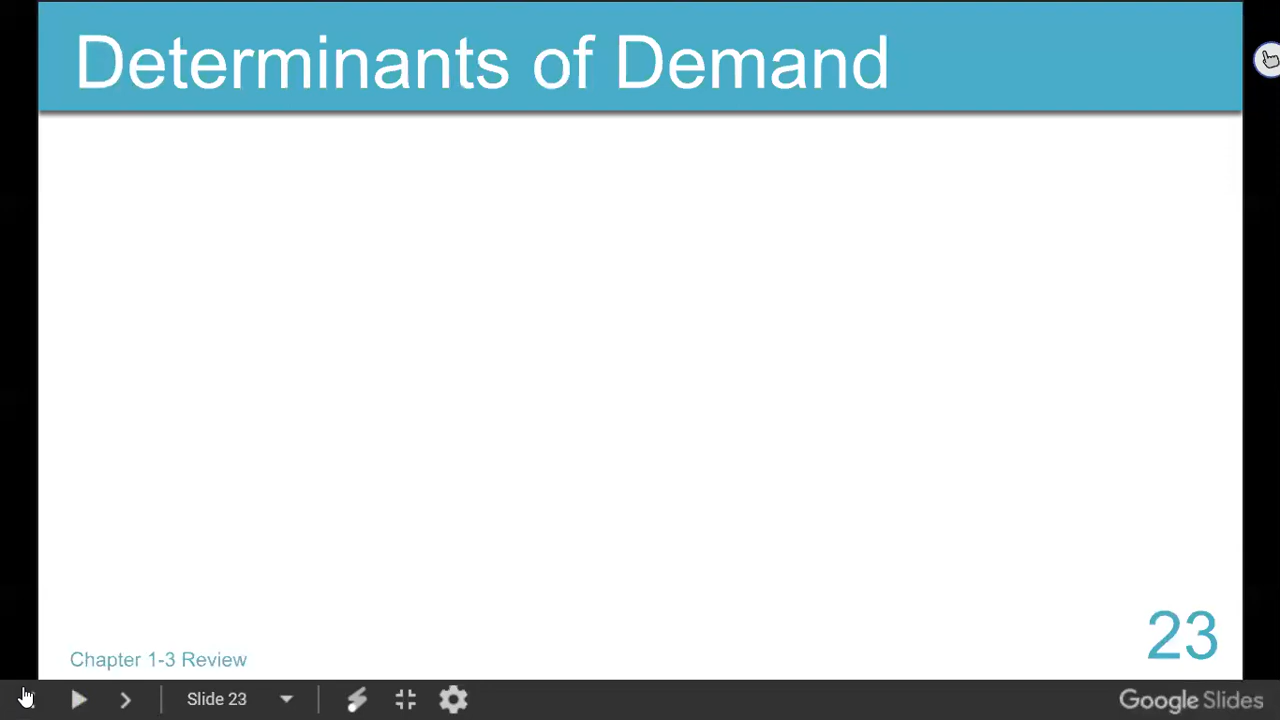 Determinants of Demand
23
Chapter 1-3 Review
Slide 23
Google Slides